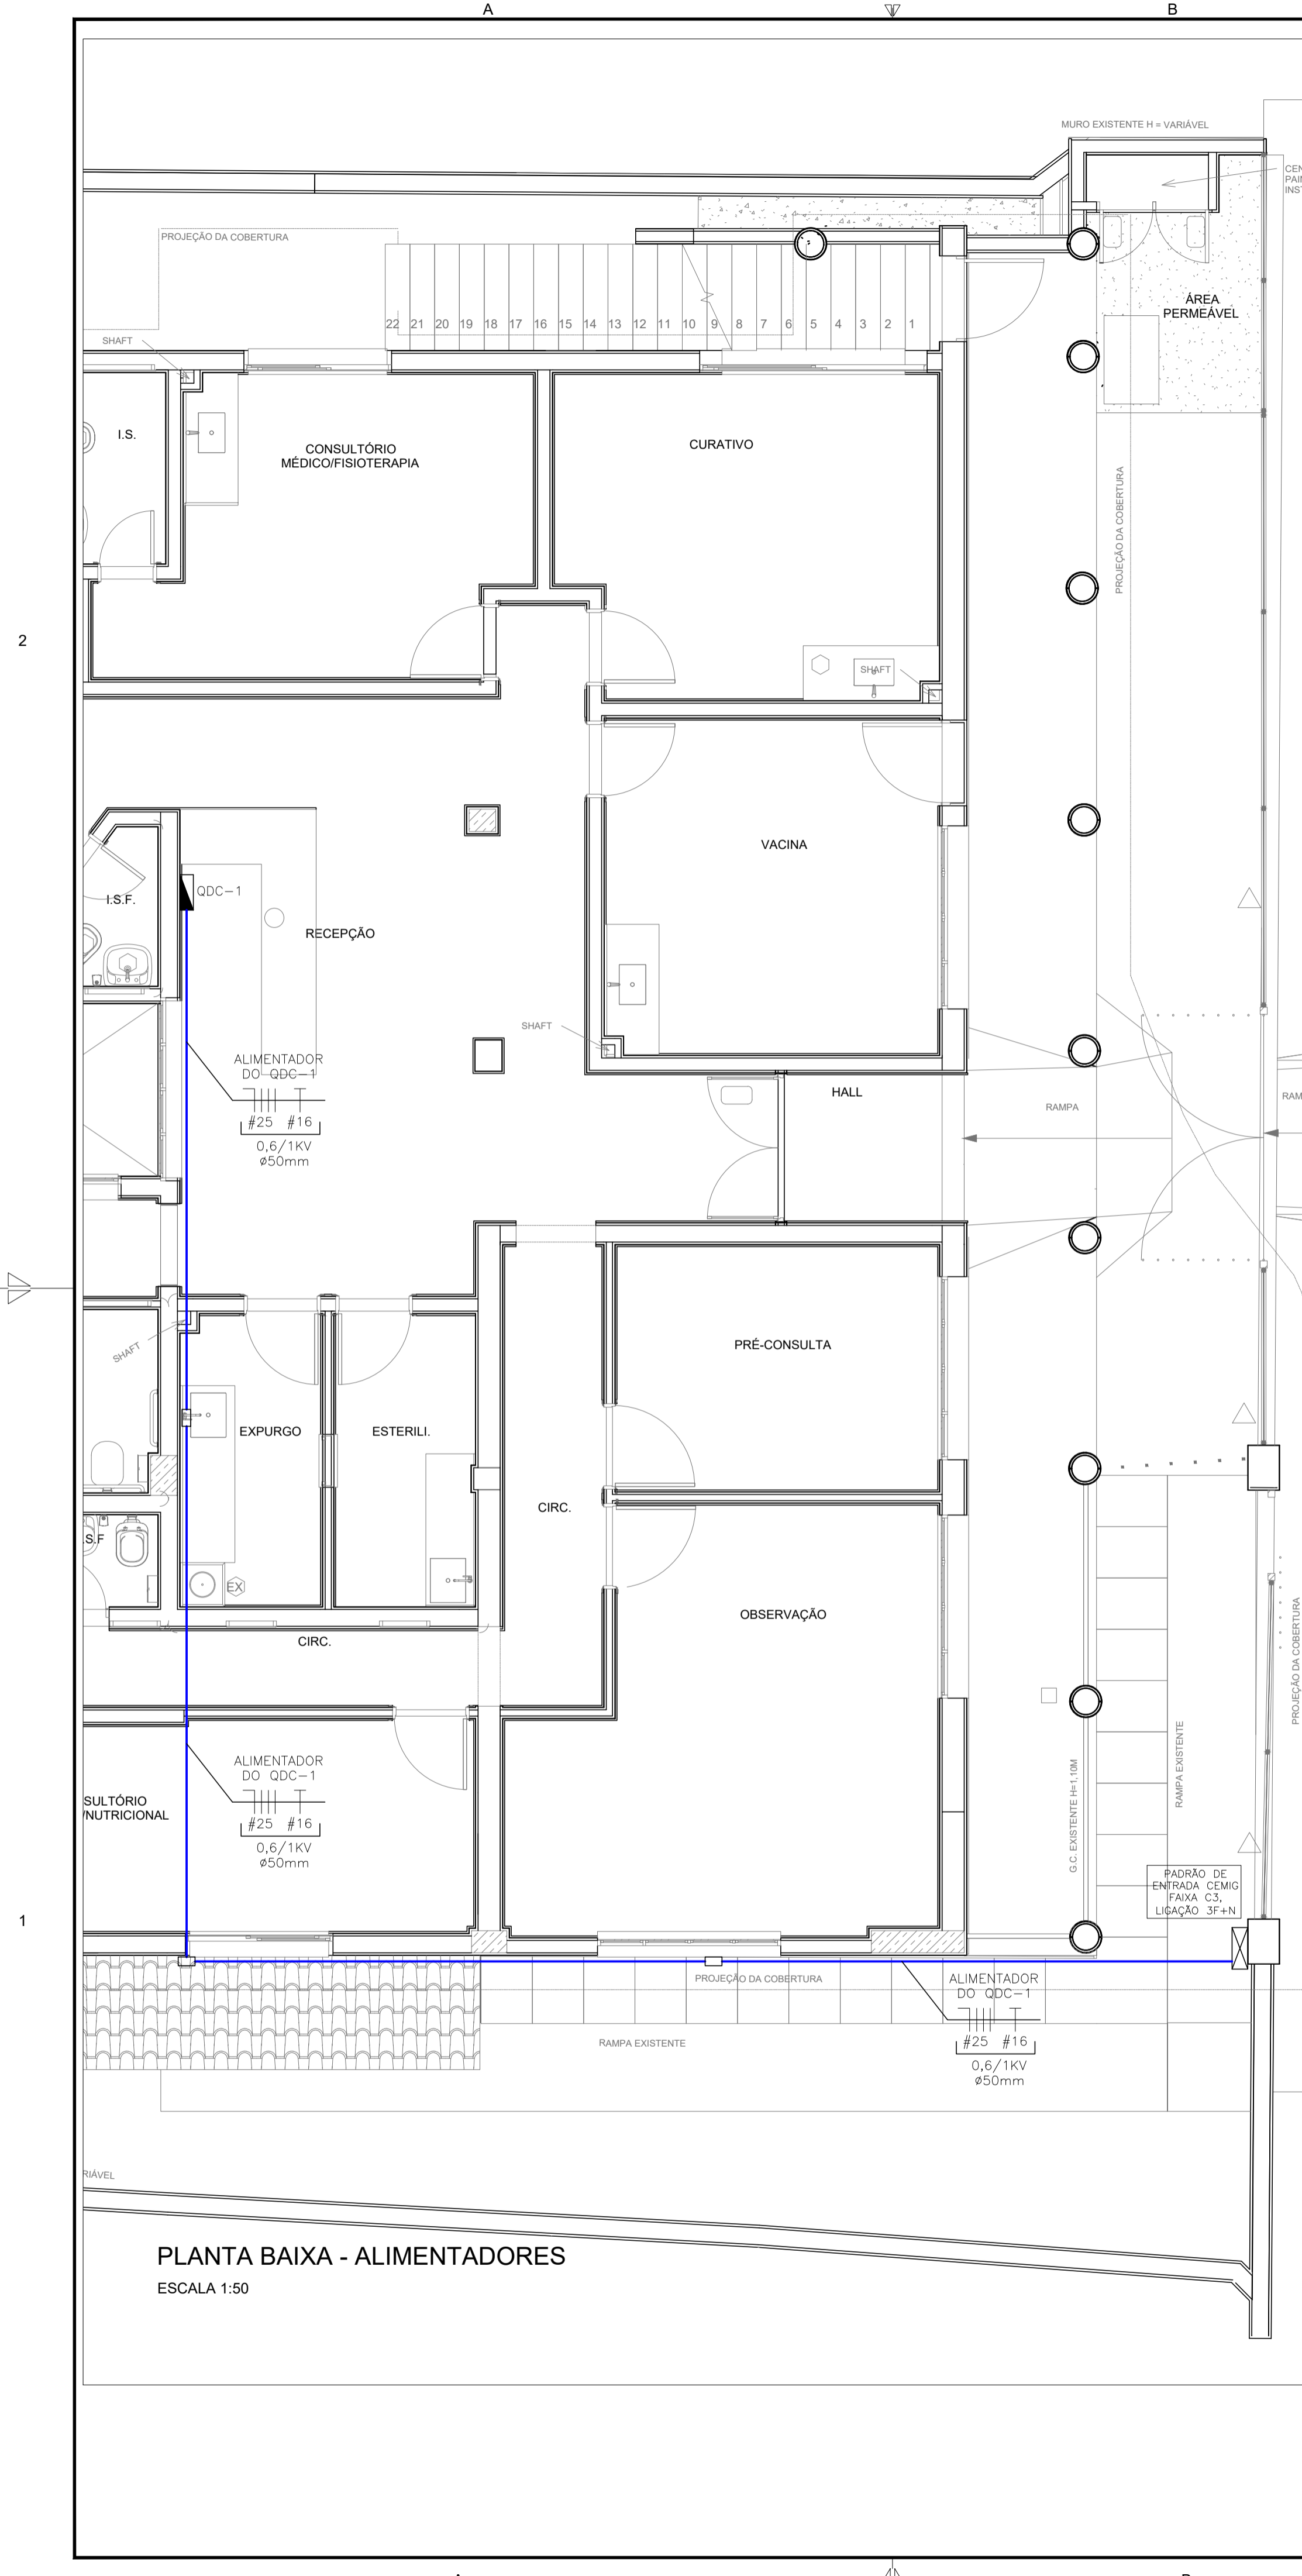 A
B
MURO EXISTENTE H = VARIÁVEL
PROJEÇÃO DA COBERTURA
22 21 20 19 18 17 16 15 14 13 12 11 10 9 8 7 6 5 4 3 2 1
ÁREA
PERMEÁVEL
SHAFT
I.S.
CONSULTÓRIO
MÉDICO/FISIOTERAPIA
CURATIVO
PROJEÇÃO DA COBERTURA
2
SHAFT
VACINA
QDC-1
I.S.F.
RECEPÇÃO
SHAFT
ALIMENTADOR
DO QDC-1
#25 #16
0,6/1KV
ø50mm
HALL
RAMPA
SHAFT
PRÉ-CONSULTA
EXPURGO
ESTERILI.
CIRC.
S.F
EX
OBSERVAÇÃO
CIRC.
PROJEÇÃO DA COBERTURA
ALIMENTADOR
DO QDC-1
#25 #16
0,6/1KV
ø50mm
SULTÓRIO
/NUTRICIONAL
RAMPA EXISTENTE
G.C. EXISTENTE H=1,10M
PADRÃO DE
ENTRADA CEMIG
FAIXA C3,
LIGAÇÃO 3F+N
1
PROJEÇÃO DA COBERTURA
ALIMENTADOR
DO QDC-1
#25 #16
0,6/1KV
ø50mm
RAMPA EXISTENTE
RIÁVEL
PLANTA BAIXA - ALIMENTADORES
ESCALA 1:50